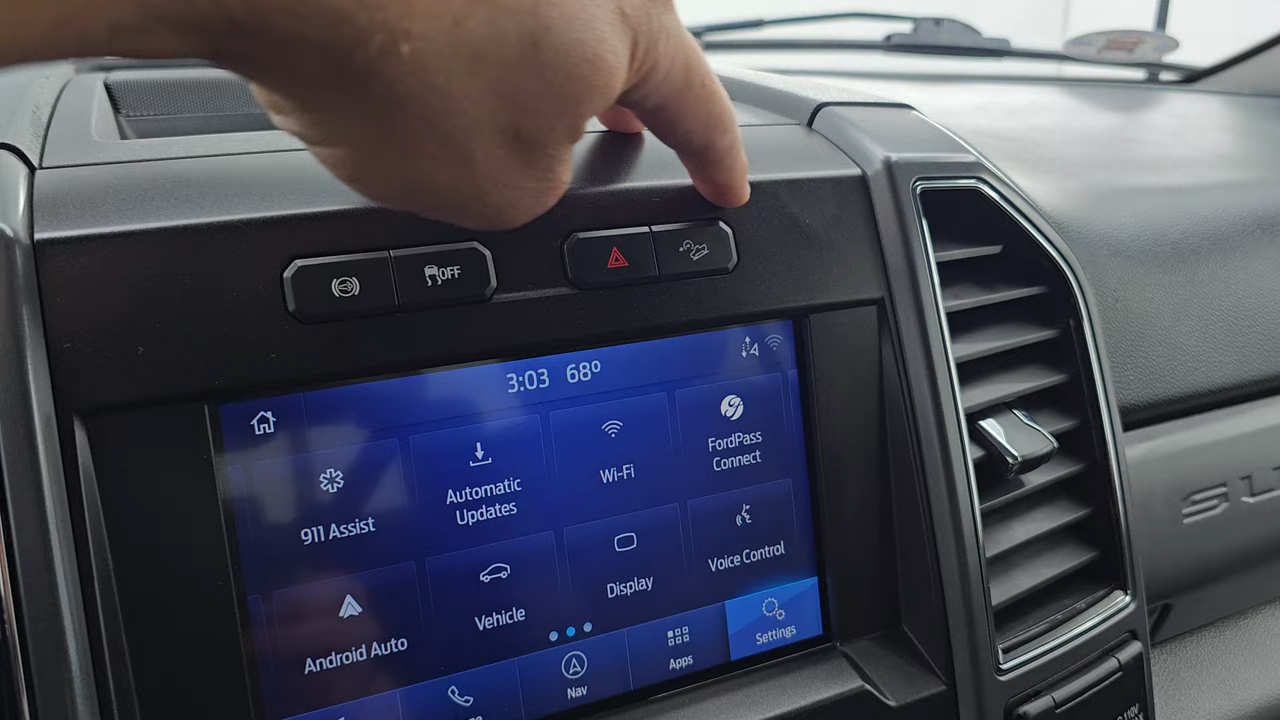 OFF
3:03 68º
911 Assist
Automatic
Updates
Wi-Fi
FordPass
Connect
Android Auto
Vehicle
Display
Voice Control
Nav
Apps
Settings
110V